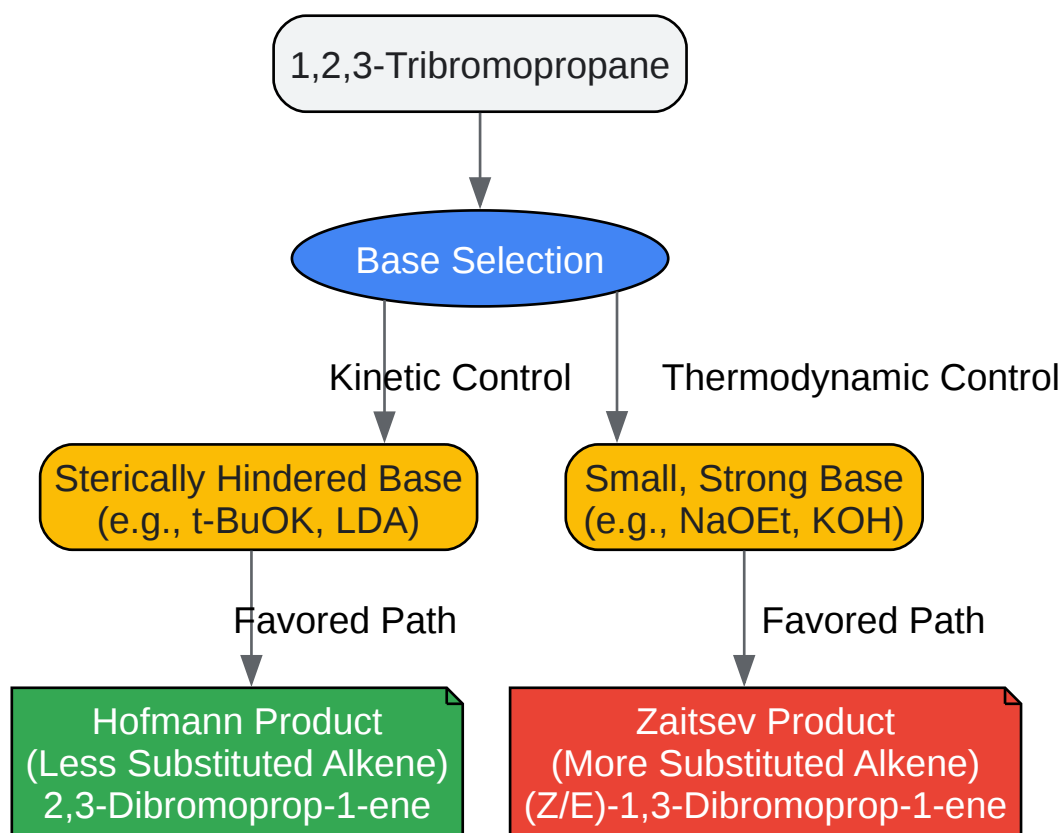 1,2,3-Tribromopropane
Base Selection
Kinetic Control
Thermodynamic Control
Sterically Hindered Base
(e.g., t-BuOK, LDA)
Small, Strong Base
(e.g., NaOEt, KOH)
Favored Path
Favored Path
Hofmann Product
(Less Substituted Alkene)
2,3-Dibromoprop-1-ene
Zaitsev Product
(More Substituted Alkene)
(Z/E)-1,3-Dibromoprop-1-ene